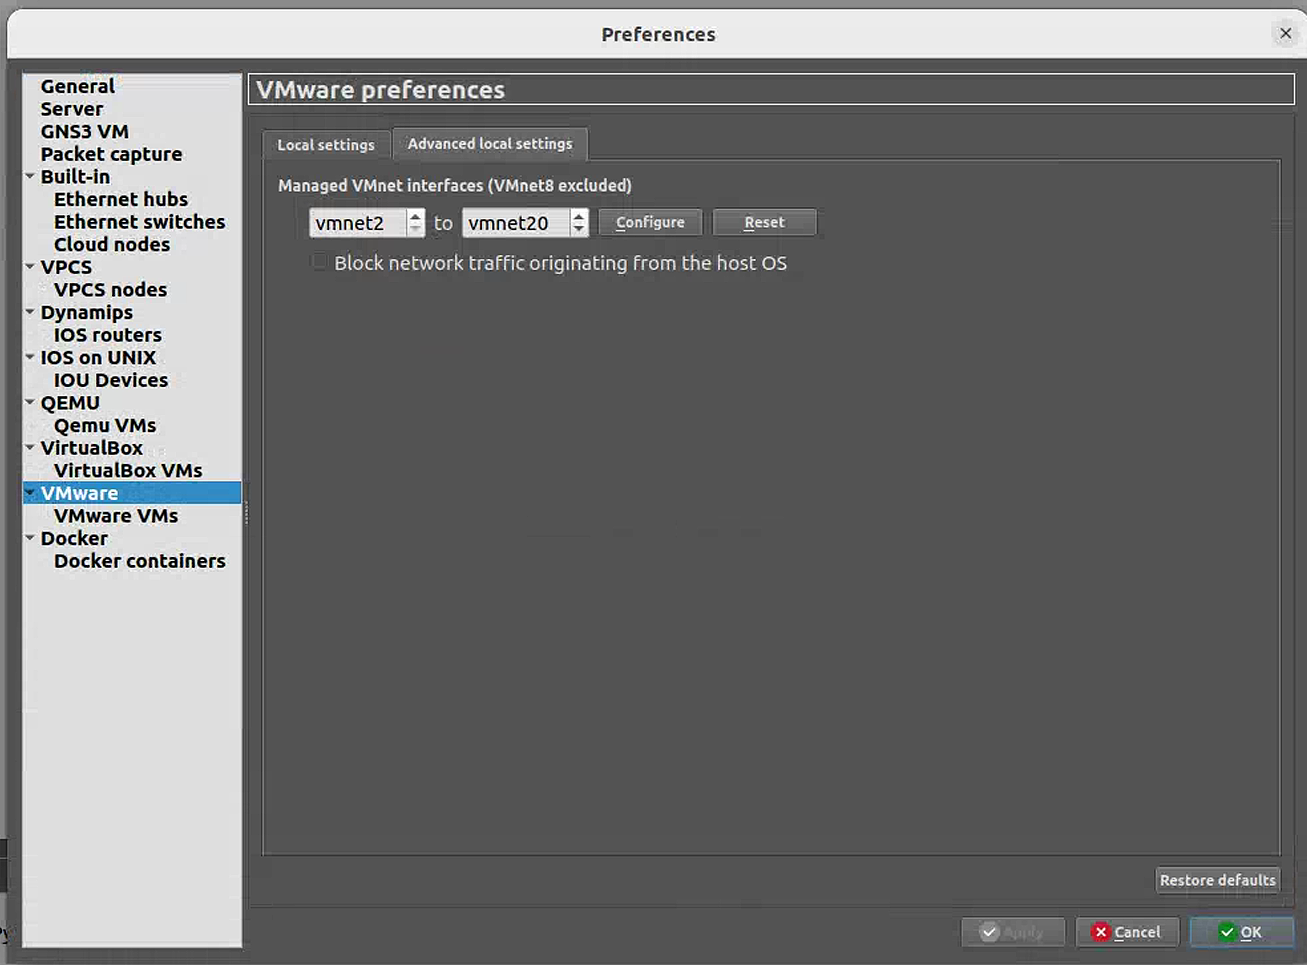 Preferences
General
Server
GNS3 VM
Packet capture
Built-in
Ethernet hubs
Ethernet switches
Cloud nodes
VPCS
VPCS nodes
Dynamips
IOS routers
IOS on UNIX
IOU Devices
QEMU
Qemu VMs
VirtualBox
VirtualBox VMs
VMware
VMware VMs
Docker
Docker containers
VMware preferences
Local settings Advanced local settings
Managed VMnet interfaces (VMnet8 excluded)
vmnet2 to vmnet20 Configure Reset
Block network traffic originating from the host OS
Restore defaults
Apply Cancel OK